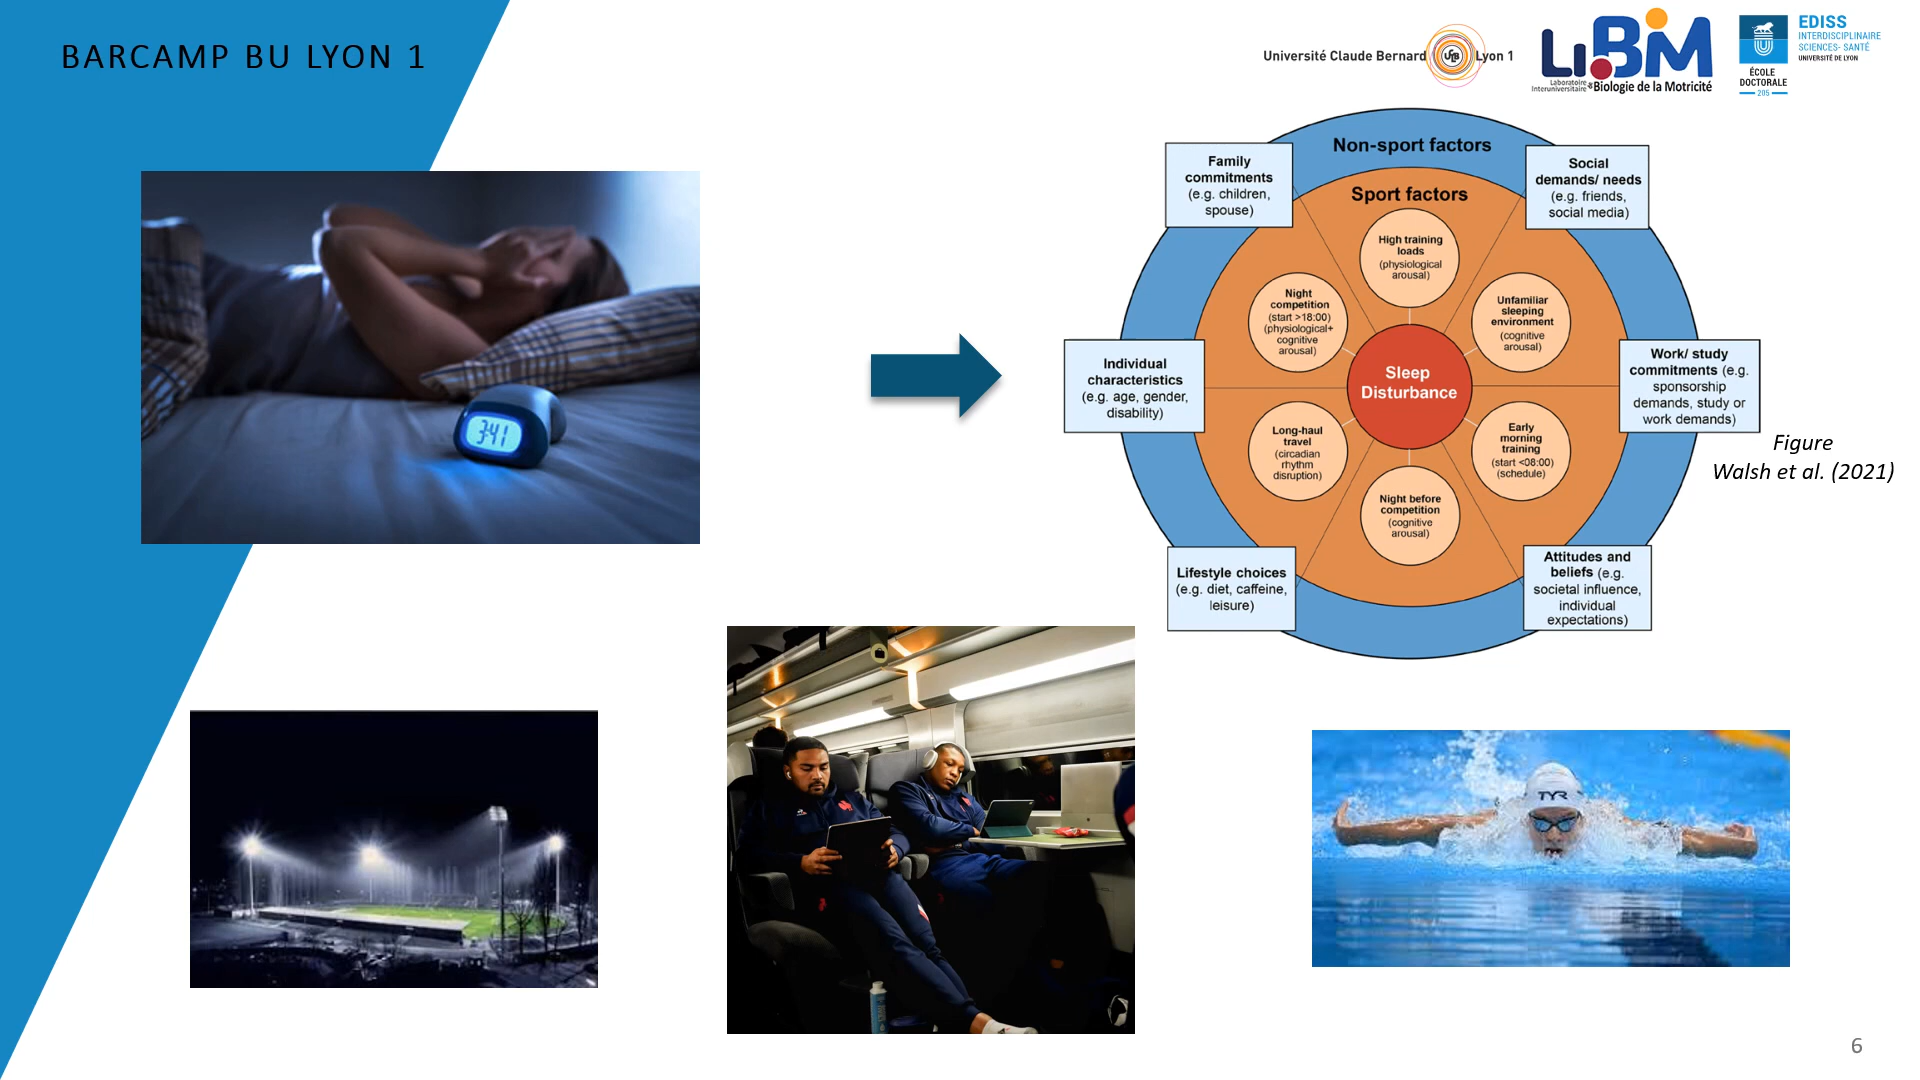 BARCAMP BU LYON 1
Université Claude Bernard Lyon 1
UCB
LIBM
Laboratoire
Interuniversitaire de Biologie de la Motricité
ÉCOLE
DOCTORALE
205
EDISS
INTERDISCIPLINAIRE
SCIENCES- SANTÉ
UNIVERSITÉ DE LYON
Non-sport factors
Sport factors
Family
commitments
(e.g. children,
spouse)
Social
demands/ needs
(e.g. friends,
social media)
High training
loads
(physiological
arousal)
Night
competition
(start >18:00)
(physiological+
cognitive
arousal)
Unfamiliar
sleeping
environment
(cognitive
arousal)
Sleep
Disturbance
Individual
characteristics
(e.g. age, gender,
disability)
Work/ study
commitments (e.g.
sponsorship
demands, study or
work demands)
Long-haul
travel
(circadian
rhythm
disruption)
Early
morning
training
(start <08:00)
(schedule)
Night before
competition
(cognitive
arousal)
Lifestyle choices
(e.g. diet, caffeine,
leisure)
Attitudes and
beliefs (e.g.
societal influence,
individual
expectations)
Figure
Walsh et al. (2021)
3:41
TYR
6